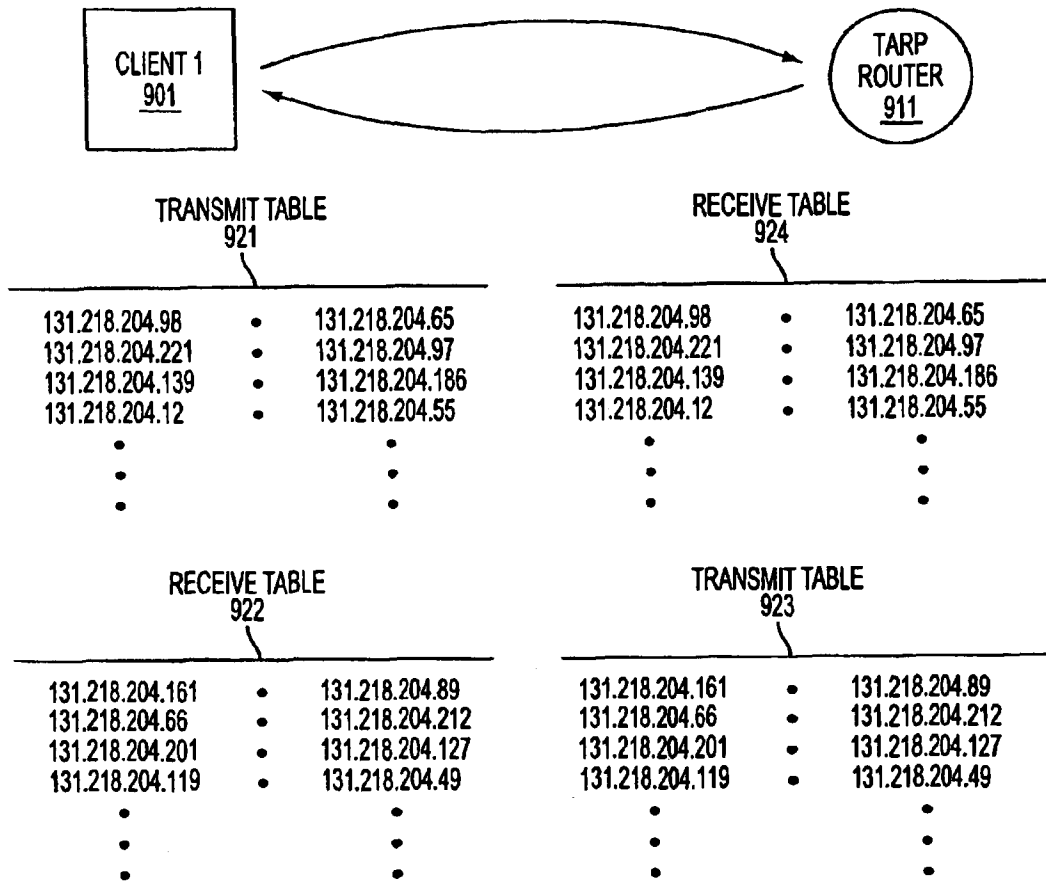 CLIENT 1
901
TARP
ROUTER
911
TRANSMIT TABLE
921
131.218.204.98 • 131.218.204.65
131.218.204.221 • 131.218.204.97
131.218.204.139 • 131.218.204.186
131.218.204.12 • 131.218.204.55
RECEIVE TABLE
924
131.218.204.98 • 131.218.204.65
131.218.204.221 • 131.218.204.97
131.218.204.139 • 131.218.204.186
131.218.204.12 • 131.218.204.55
RECEIVE TABLE
922
131.218.204.161 • 131.218.204.89
131.218.204.66 • 131.218.204.212
131.218.204.201 • 131.218.204.127
131.218.204.119 • 131.218.204.49
TRANSMIT TABLE
923
131.218.204.161 • 131.218.204.89
131.218.204.66 • 131.218.204.212
131.218.204.201 • 131.218.204.127
131.218.204.119 • 131.218.204.49